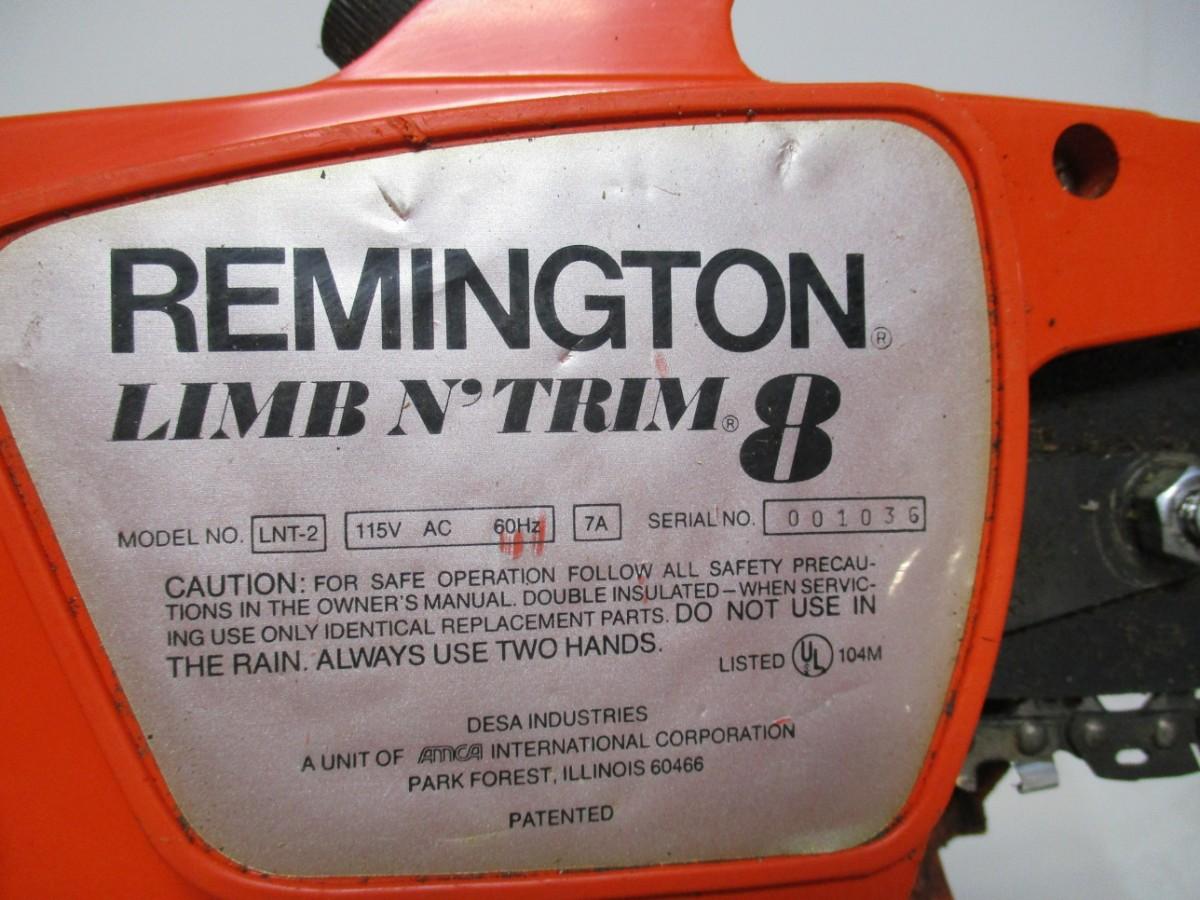 REMINGTON®
LIMB N' TRIM® 8
MODEL NO. LNT-2 115V AC 60Hz 7A SERIAL NO. 001036
CAUTION: FOR SAFE OPERATION FOLLOW ALL SAFETY PRECAU-
TIONS IN THE OWNER'S MANUAL. DOUBLE INSULATED–WHEN SERVIC-
ING USE ONLY IDENTICAL REPLACEMENT PARTS. DO NOT USE IN
THE RAIN. ALWAYS USE TWO HANDS.
LISTED UL 104M
DESA INDUSTRIES
A UNIT OF AMCA INTERNATIONAL CORPORATION
PARK FOREST, ILLINOIS 60466
PATENTED